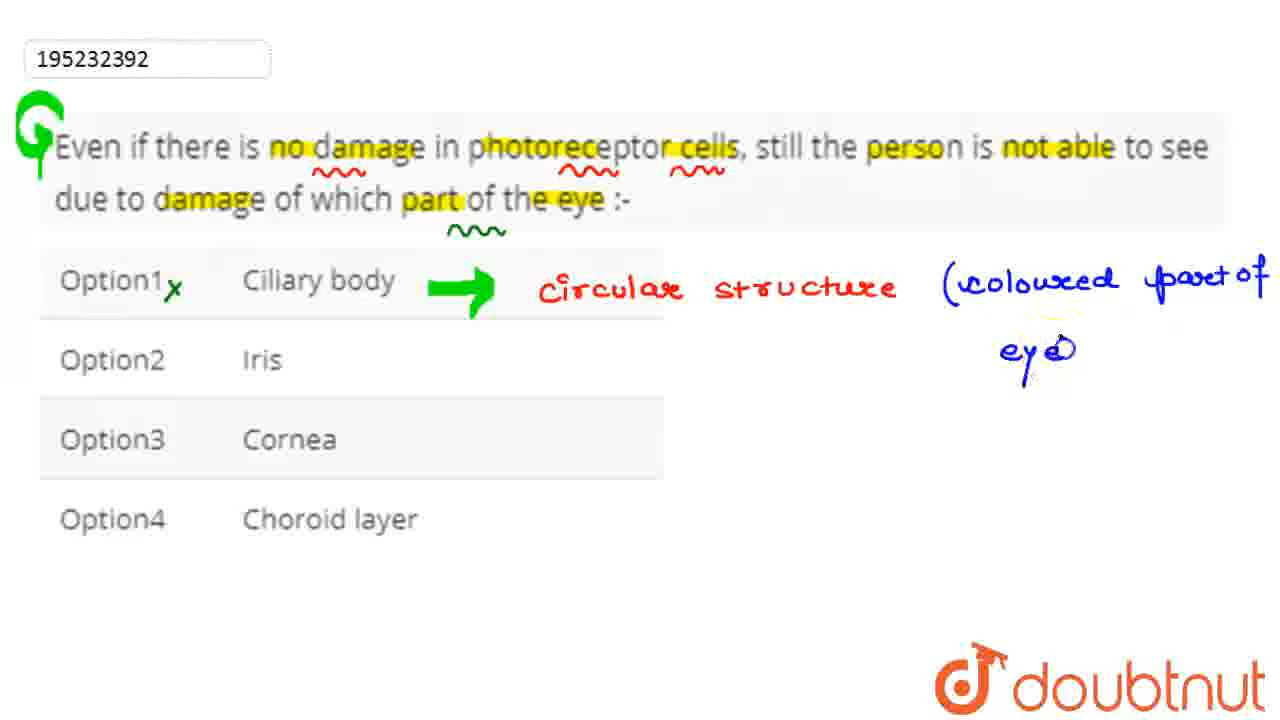 195232392
Even if there is no damage in photoreceptor cells, still the person is not able to see
due to damage of which part of the eye :-
Option1 x Ciliary body → circular structure (coloured part of
eye
Option2 Iris
Option3 Cornea
Option4 Choroid layer
doubtnut